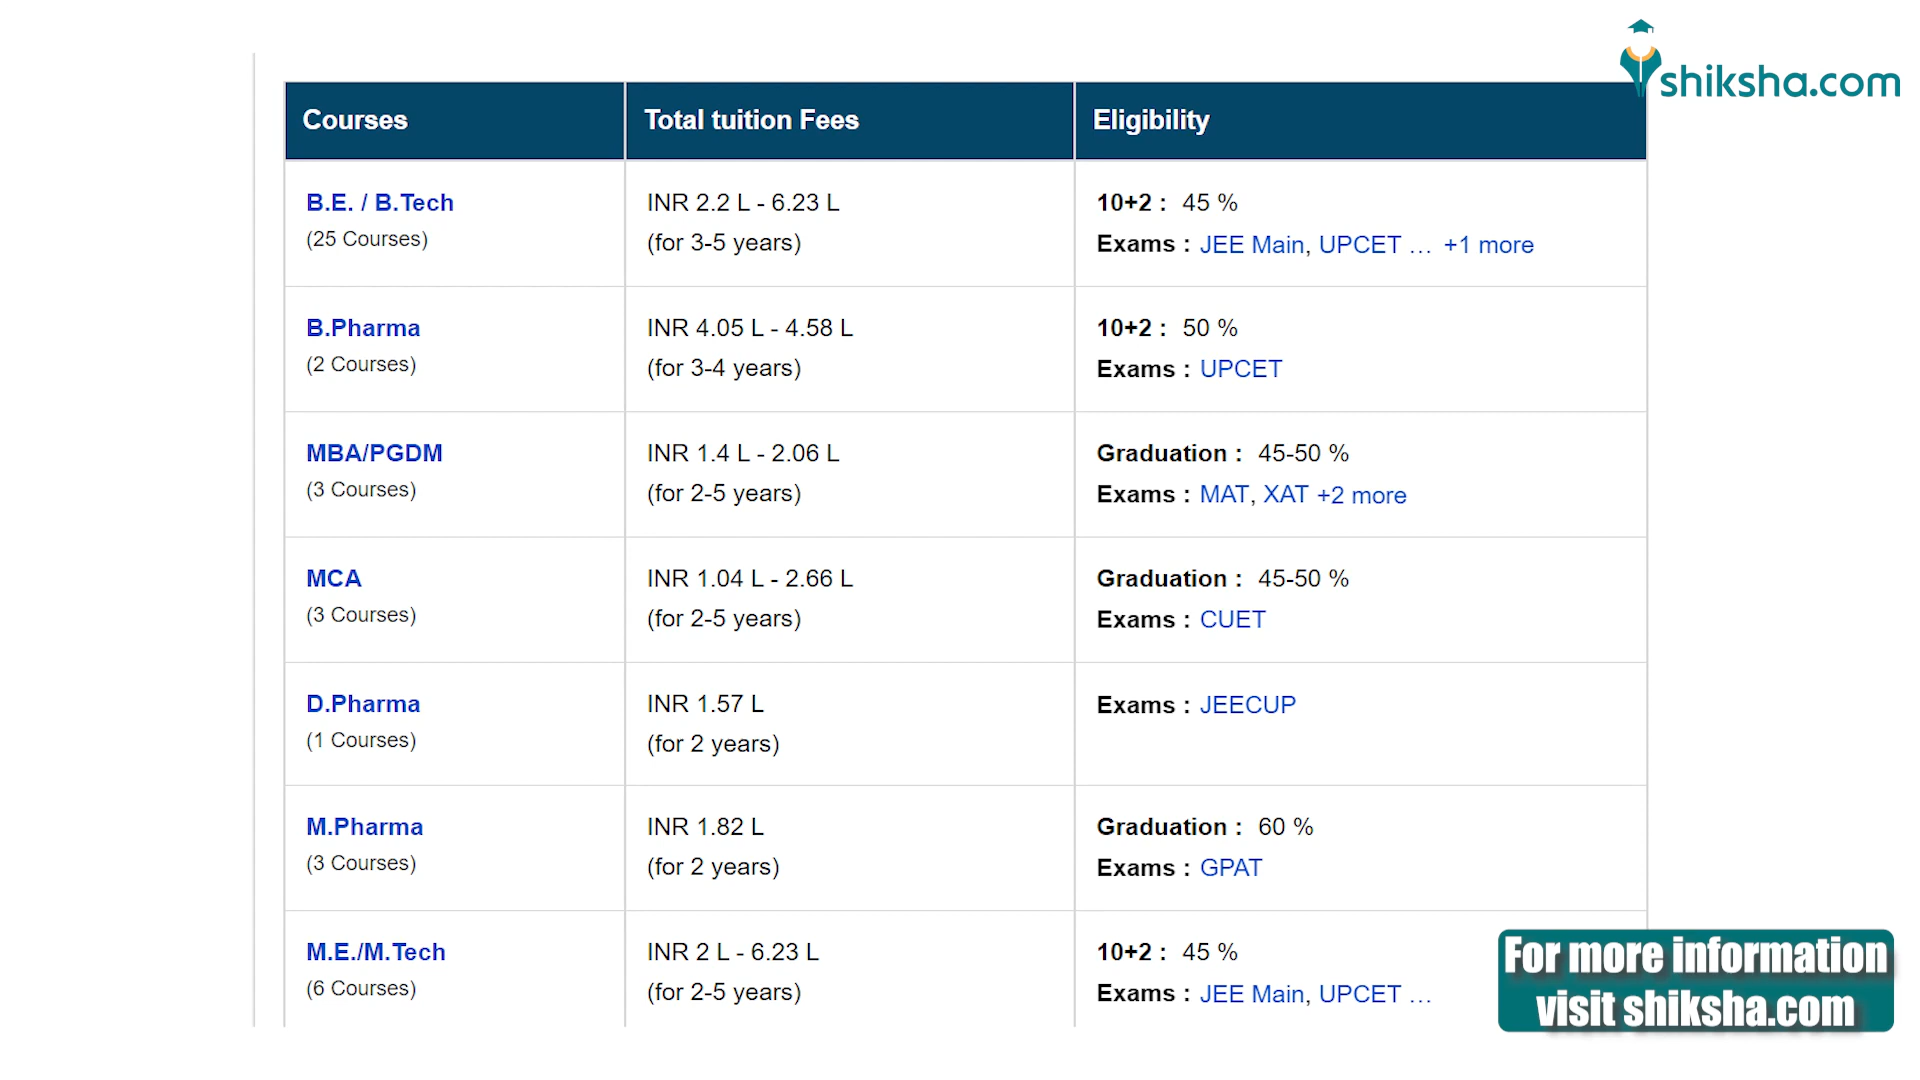 shiksha.com
Courses
Total tuition Fees
Eligibility
B.E. / B.Tech
(25 Courses)
INR 2.2 L - 6.23 L
(for 3-5 years)
10+2 : 45 %
Exams : JEE Main, UPCET … +1 more
B.Pharma
(2 Courses)
INR 4.05 L - 4.58 L
(for 3-4 years)
10+2 : 50 %
Exams : UPCET
MBA/PGDM
(3 Courses)
INR 1.4 L - 2.06 L
(for 2-5 years)
Graduation : 45-50 %
Exams : MAT, XAT +2 more
MCA
(3 Courses)
INR 1.04 L - 2.66 L
(for 2-5 years)
Graduation : 45-50 %
Exams : CUET
D.Pharma
(1 Courses)
INR 1.57 L
(for 2 years)
Exams : JEECUP
M.Pharma
(3 Courses)
INR 1.82 L
(for 2 years)
Graduation : 60 %
Exams : GPAT
M.E./M.Tech
(6 Courses)
INR 2 L - 6.23 L
(for 2-5 years)
10+2 : 45 %
Exams : JEE Main, UPCET …
For more information
visit shiksha.com